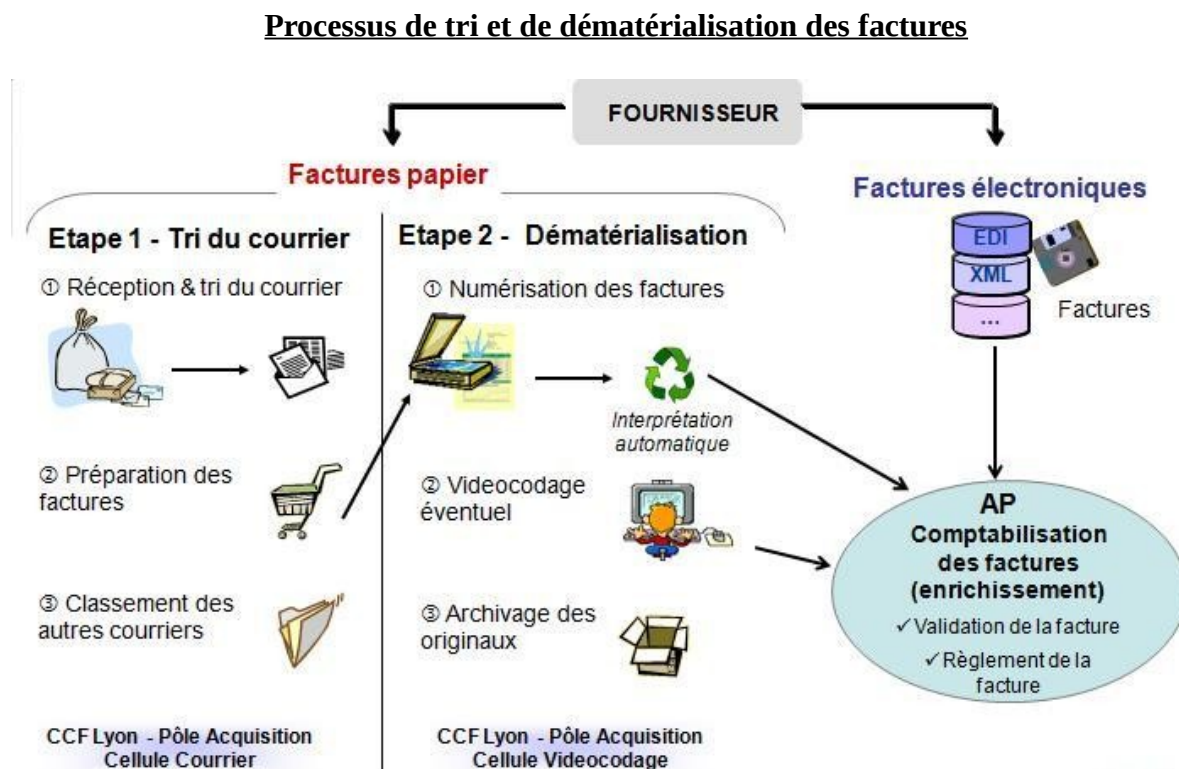 Processus de tri et de dématérialisation des factures
FOURNISSEUR
Factures papier
Factures électroniques
Etape 1 - Tri du courrier
① Réception & tri du courrier
② Préparation des
factures
③ Classement des
autres courriers
CCF Lyon - Pôle Acquisition
Cellule Courrier
Etape 2 - Dématérialisation
① Numérisation des factures
Interprétation
automatique
② Videocodage
éventuel
③ Archivage des
originaux
CCF Lyon - Pôle Acquisition
Cellule Videocodage
EDI
XML
...
Factures
AP
Comptabilisation
des factures
(enrichissement)
✓Validation de la facture
✓Règlement de la
facture